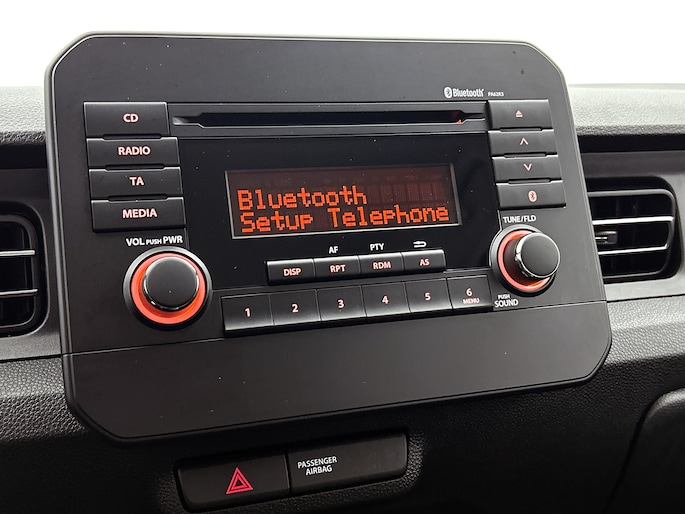 Bluetooth PA62R3
CD
RADIO
TA
MEDIA
Bluetooth
Setup Telephone
VOL PUSH PWR
TUNE/FLD
AF PTY
DISP RPT RDM AS
1 2 3 4 5 6
MENU
PUSH
SOUND
PASSENGER
AIRBAG